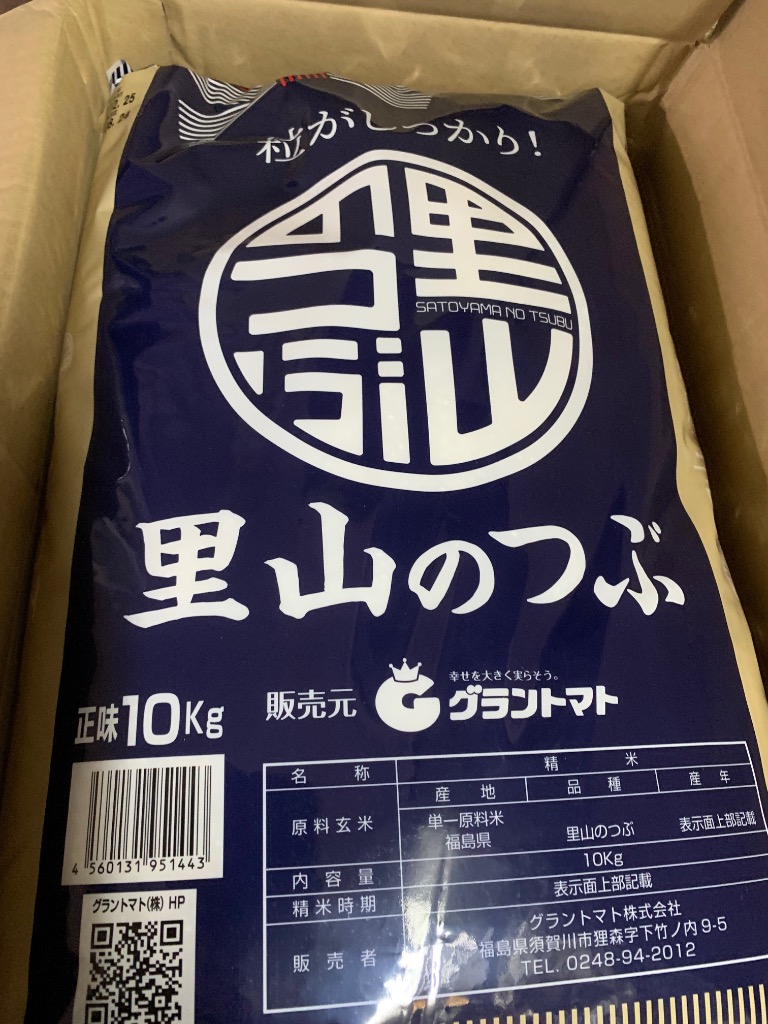 粒がしっかり!
里山のつぶ
SATOYAMA NO TSUBU
里山のつぶ
正味10Kg
販売元
幸せを大きく実らそう。
グラントマト
名 称 精 米
原料玄米 産 地 品 種 産 年
単一原料米
福島県 里山のつぶ 表示面上部記載
内 容 量 10Kg
精米時期 表示面上部記載
販 売 者 グラントマト株式会社
福島県須賀川市狸森字下竹ノ内9-5
TEL. 0248-94-2012
4 560131 951443
グラントマト(株) HP